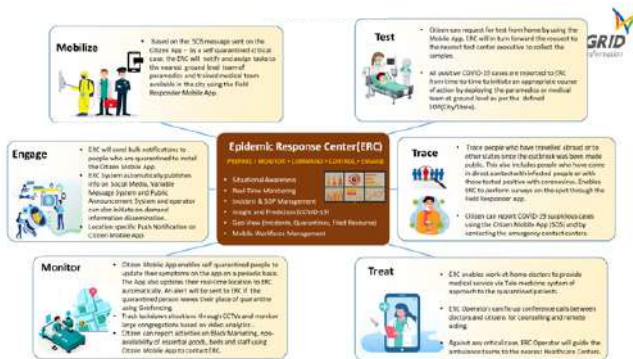 Mobilize
Based on the SOS message sent on the
Citizen App - by a self quarantined critical
case, the ERC will notify and assign tasks to
the nearest ground level team of
paramedics and trained medical team
available in the city using the Field
Responder Mobile App.
Test
Citizen can request for test from home by using the
Mobile App. ERC will in turn forward the request to
the nearest test center executive to collect the
samples.
All positive COVID-19 cases are reported to ERC
from time to time to initiate an appropriate course
of action by deploying the paramedics or medical
team at ground level as per the defined
SOP(City/State).
GRID
Engage
ERC will send bulk notifications to
people who are quarantined to install the
Citizen Mobile App.
ERC System automatically publishes
info on Social Media, Variable
Message System and Public
Announcement System and operator
can also initiate on demand
information dissemination.
Location specific Push Notification on
Citizen Mobile App
Epidemic Response Center(ERC)
PREPARE • MONITOR • COMMAND • CONTROL • ENGAGE
Situational Awareness
Real-Time Monitoring
Incident & SOP Management
Insight and Prediction (COVID-19)
Geo View (Incidents, Quarantines, Filed Resource)
Mobile Workforce Management
Trace
Trace people who have travelled abroad or to
other states since the outbreak was been made
public. This also includes people who have come
in direct contact with infected people or with
those tested positive with coronavirus. Enables
ERC to perform surveys on the spot through the
Field Responder app.
Citizen can report COVID-19 suspicious cases
using the Citizen Mobile App (SOS) and by
contacting the emergency contact centers.
Monitor
Citizen Mobile App enables self quarantined people to
update their symptoms on the app on a periodic basis.
The App also updates their real-time location to ERC
automatically. An alert will be sent to ERC if the
quarantined person leaves their place of quarantine
using Geofencing.
Track lockdown situations through CCTVs and monitor
large congregations based on video analytics.
Citizen can report activities on Black Marketing, non-
availability of essential goods, beds and staff using
Citizen Mobile App to contact ERC.
Treat
ERC enables work at home doctors to provide
medical service via Tele-medicine system of
approach to the quarantined patients.
ERC Operators can fix up conference calls between
doctors and citizens for counselling and remote
aiding.
Against any critical case, ERC Operator will guide the
ambulance teams to the nearest Healthcare Centers.